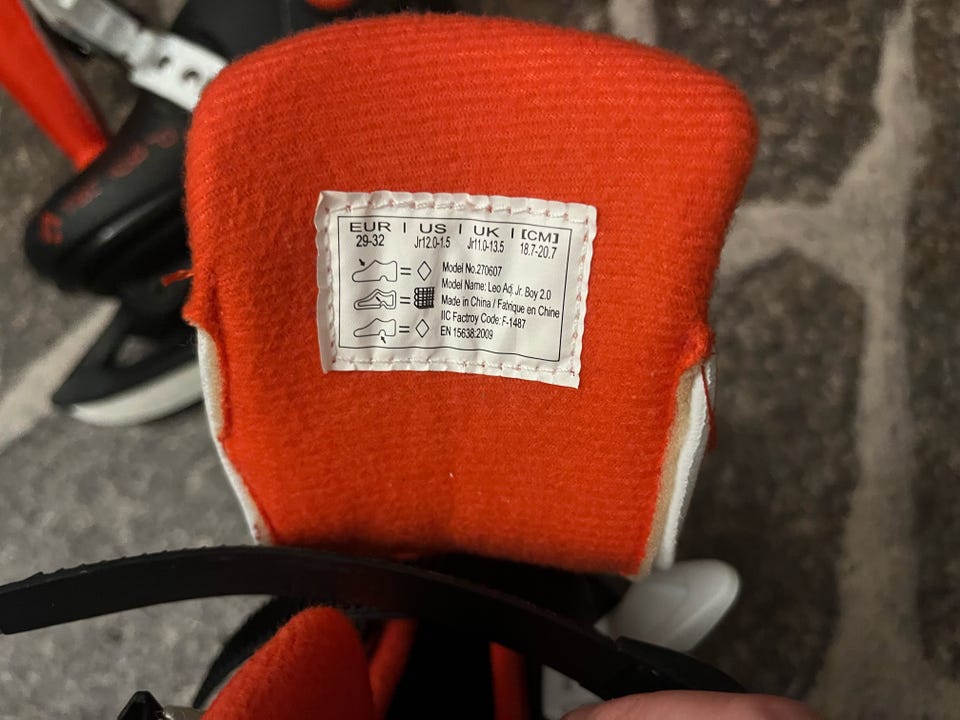 EUR | US | UK | [CM]
29-32 Jr12.0-1.5 Jr11.0-13.5 18.7-20.7
Model No.270607
Model Name: Leo Adj. Jr. Boy 2.0
Made in China / Fabrique en Chine
IIC Factroy Code: F-1487
EN 15638:2009